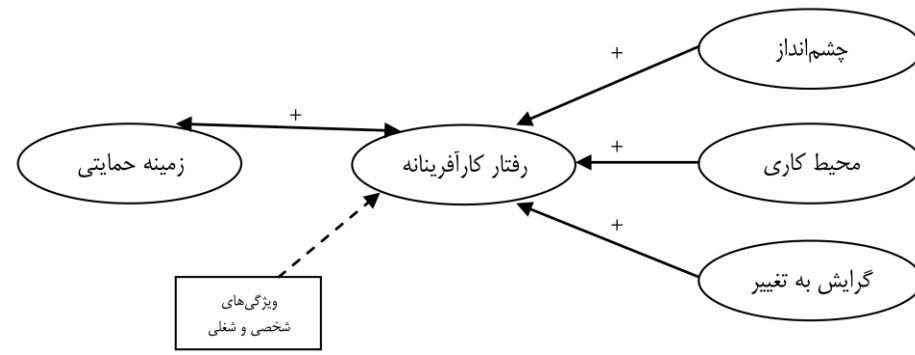 چشم‌انداز
+
+
زمینه حمایتی
رفتار کارآفرینانه
+
محیط کاری
+
گرایش به تغییر
ویژگی‌های
شخصی و شغلی